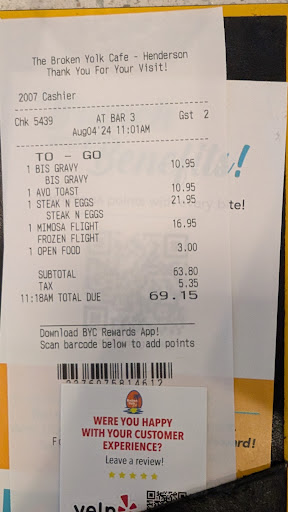 The Broken Yolk Cafe - Henderson
Thank You For Your Visit!
2007 Cashier
Chk 5439 AT BAR 3 Gst 2
Aug04'24 11:01AM
TO - GO
1 BIS GRAVY 10.95
BIS GRAVY
1 AVO TOAST 10.95
1 STEAK N EGGS 21.95
STEAK N EGGS
1 MIMOSA FLIGHT 16.95
FROZEN FLIGHT
1 OPEN FOOD 3.00
SUBTOTAL 63.80
TAX 5.35
11:18AM TOTAL DUE 69.15
Download BYC Rewards App!
Scan barcode below to add points
WERE YOU HAPPY
WITH YOUR CUSTOMER
EXPERIENCE?
Leave a review!
yelp